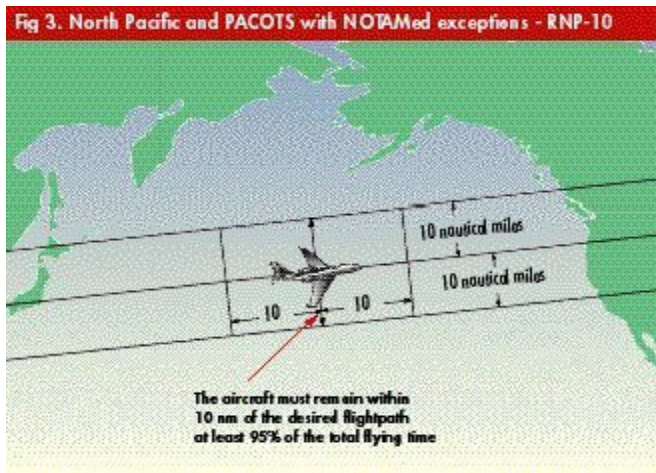 Fig 3. North Pacific and PACOTS with NOTAMed exceptions - RNP-10
10 nautical miles
10 nautical miles
10
10
The aircraft must remain within
10 nm of the desired flightpath
at least 95% of the total flying time